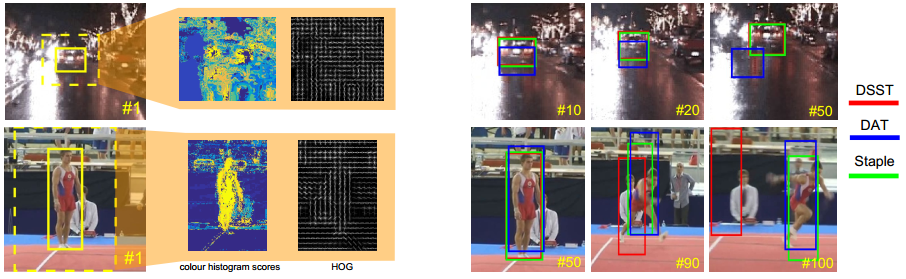 #1
#10
#20
#50
DSST
DAT
Staple
#1
#50
#90
#100
colour histogram scores
HOG